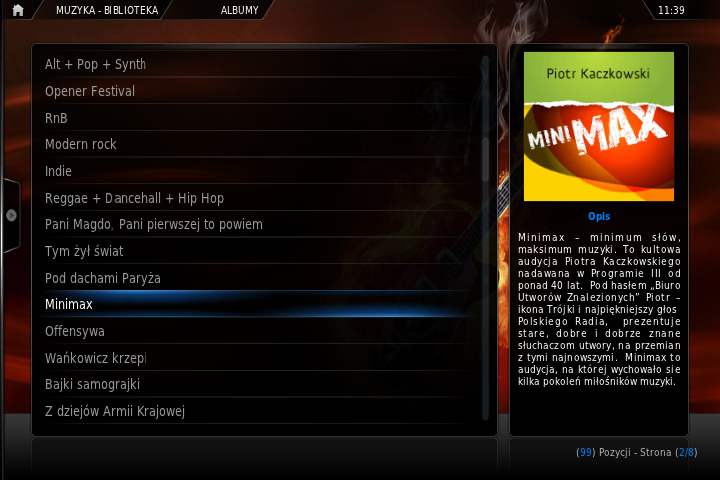 MUZYKA - BIBLIOTEKA
ALBUMY
11:39
Alt + Pop + Synth
Opener Festival
RnB
Modern rock
Indie
Reggae + Dancehall + Hip Hop
Pani Magdo, Pani pierwszej to powiem
Tym żył świat
Pod dachami Paryża
Minimax
Offensywa
Wańkowicz krzepi
Bajki samograjki
Z dziejów Armii Krajowej
Piotr Kaczkowski
MINI MAX
Opis
Minimax – minimum słów,
maksimum muzyki. To kultowa
audycja Piotra Kaczkowskiego
nadawana w Programie III od
ponad 40 lat. Pod hasłem „Biuro
Utworów Znalezionych” Piotr –
ikona Trójki i najpiękniejszy głos
Polskiego Radia, prezentuje
stare, dobre i dobrze znane
słuchaczom utwory, na przemian
z tymi najnowszymi. Minimax to
audycja, na której wychowało sie
kilka pokoleń miłośników muzyki.
(99) Pozycji - Strona (2/8)